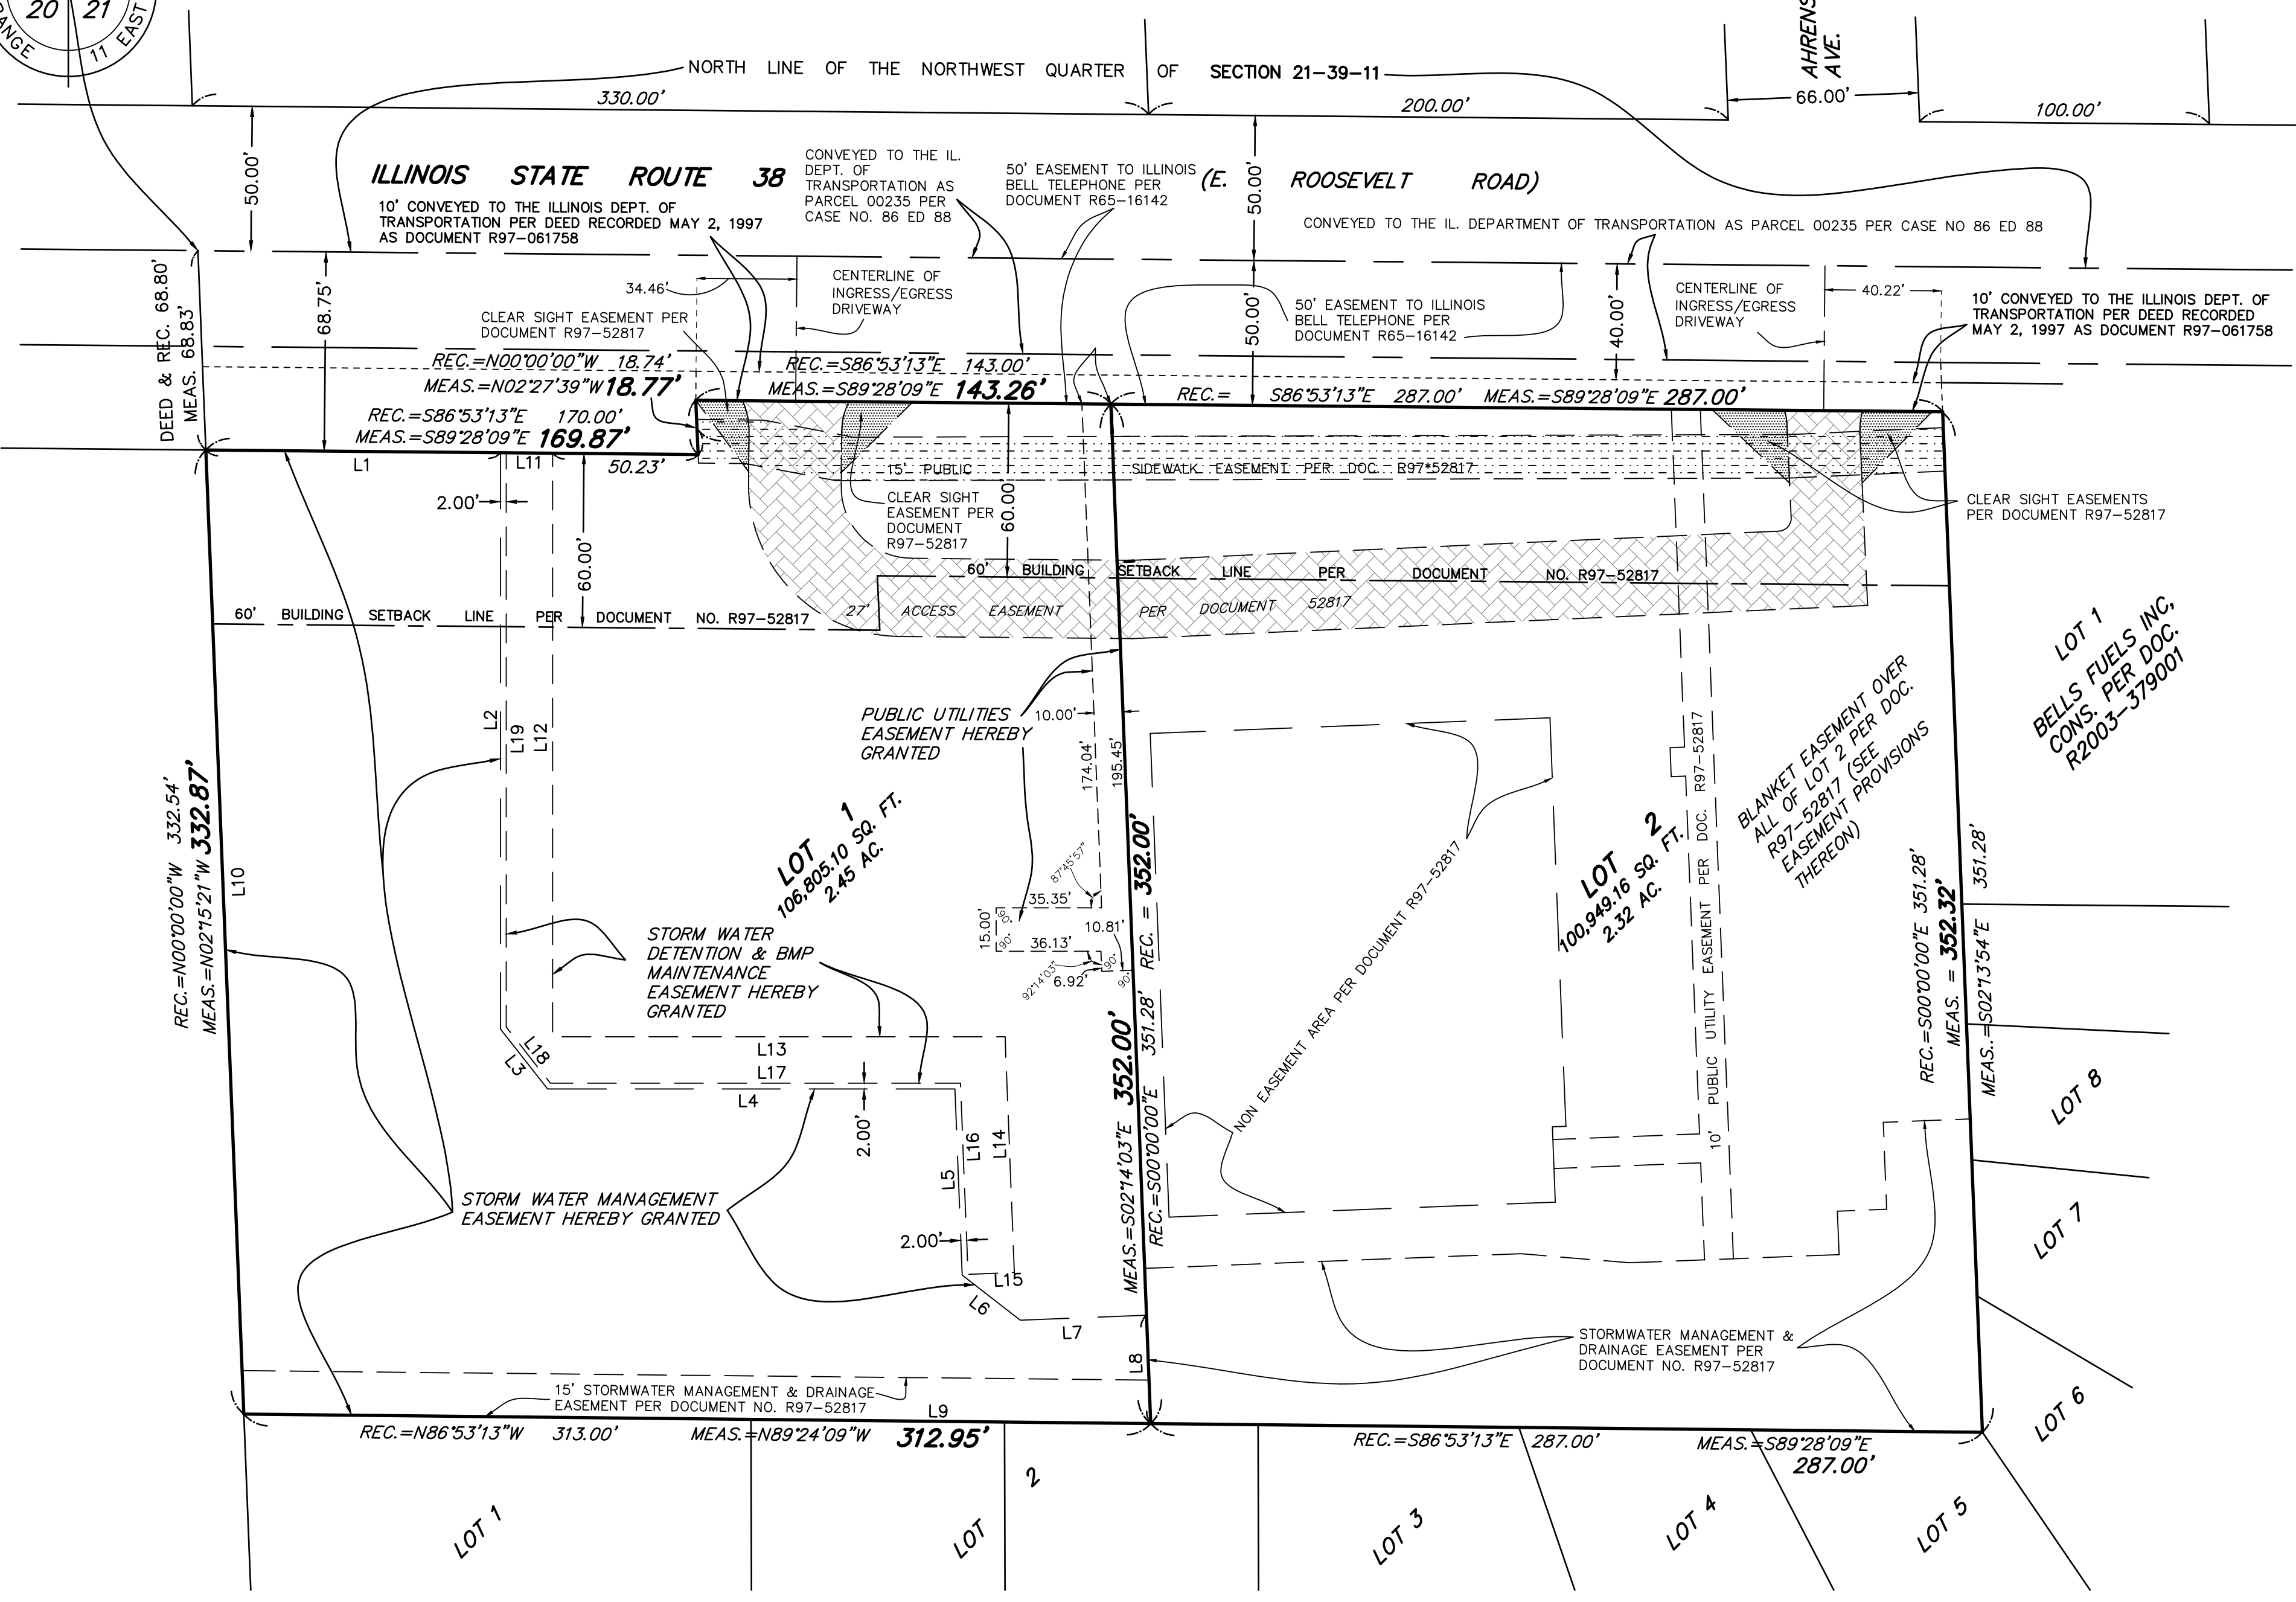 20 21
RANGE
11 EAST
AHRENS
AVE.
NORTH LINE OF THE NORTHWEST QUARTER OF SECTION 21-39-11
330.00'
200.00'
66.00'
100.00'
50.00'
ILLINOIS STATE ROUTE 38
(E. ROOSEVELT ROAD)
50.00'
CONVEYED TO THE IL.
DEPT. OF
TRANSPORTATION AS
PARCEL 00235 PER
CASE NO. 86 ED 88
50' EASEMENT TO ILLINOIS
BELL TELEPHONE PER
DOCUMENT R65-16142
10' CONVEYED TO THE ILLINOIS DEPT. OF
TRANSPORTATION PER DEED RECORDED MAY 2, 1997
AS DOCUMENT R97-061758
CONVEYED TO THE IL. DEPARTMENT OF TRANSPORTATION AS PARCEL 00235 PER CASE NO 86 ED 88
DEED & REC. 68.80'
MEAS. 68.83'
68.75'
34.46'
CENTERLINE OF
INGRESS/EGRESS
DRIVEWAY
CLEAR SIGHT EASEMENT PER
DOCUMENT R97-52817
50.00'
50' EASEMENT TO ILLINOIS
BELL TELEPHONE PER
DOCUMENT R65-16142
40.00'
CENTERLINE OF
INGRESS/EGRESS
DRIVEWAY
40.22'
10' CONVEYED TO THE ILLINOIS DEPT. OF
TRANSPORTATION PER DEED RECORDED
MAY 2, 1997 AS DOCUMENT R97-061758
REC.=N00°00'00"W 18.74'
MEAS.=N02°27'39"W 18.77'
REC.=S86°53'13"E 143.00'
MEAS.=S89°28'09"E 143.26'
REC.= S86°53'13"E 287.00' MEAS.=S89°28'09"E 287.00'
REC.=S86°53'13"E 170.00'
MEAS.=S89°28'09"E 169.87'
L1
L11
50.23'
2.00'
60.00'
15' PUBLIC SIDEWALK EASEMENT PER DOC. R97*52817
CLEAR SIGHT
EASEMENT PER
DOCUMENT
R97-52817
60.00'
CLEAR SIGHT EASEMENTS
PER DOCUMENT R97-52817
60' BUILDING SETBACK LINE PER DOCUMENT NO. R97-52817
60' BUILDING SETBACK LINE PER DOCUMENT NO. R97-52817
27' ACCESS EASEMENT PER DOCUMENT 52817
LOT 1
BELLS FUELS INC,
CONS. PER DOC.
R2003-379001
L2
L19
L12
PUBLIC UTILITIES
EASEMENT HEREBY
GRANTED
10.00'
174.04'
195.45'
R97-52817
10' PUBLIC UTILITY EASEMENT PER DOC.
BLANKET EASEMENT OVER
ALL OF LOT 2 PER DOC.
R97-52817 (SEE
EASEMENT PROVISIONS
THEREON)
REC.=N00°00'00"W 332.54'
MEAS.=N02°15'21"W 332.87'
L10
LOT 1
106,805.10 SQ. FT.
2.45 AC.
87°45'57"
35.35'
90°
15.00'
90°
36.13'
10.81'
92°14'03"
6.92'
90°
90°
REC. = 352.00'
LOT 2
100,949.16 SQ. FT.
2.32 AC.
NON EASEMENT AREA PER DOCUMENT R97-52817
REC.=S00°00'00"E 351.28'
MEAS. = 352.32'
MEAS..=S02°13'54"E 351.28'
STORM WATER
DETENTION & BMP
MAINTENANCE
EASEMENT HEREBY
GRANTED
L18
L3
L13
L17
L4
2.00'
L16
L14
L5
MEAS.=S02°14'03"E 352.00'
REC.=S00°00'00"E 351.28'
STORM WATER MANAGEMENT
EASEMENT HEREBY GRANTED
2.00'
L15
L6
L7
L8
LOT 8
LOT 7
LOT 6
STORMWATER MANAGEMENT &
DRAINAGE EASEMENT PER
DOCUMENT NO. R97-52817
15' STORMWATER MANAGEMENT & DRAINAGE
EASEMENT PER DOCUMENT NO. R97-52817
L9
REC.=N86°53'13"W 313.00' MEAS.=N89°24'09"W 312.95'
REC.=S86°53'13"E 287.00' MEAS.=S89°28'09"E
287.00'
LOT 1
LOT 2
LOT 3
LOT 4
LOT 5